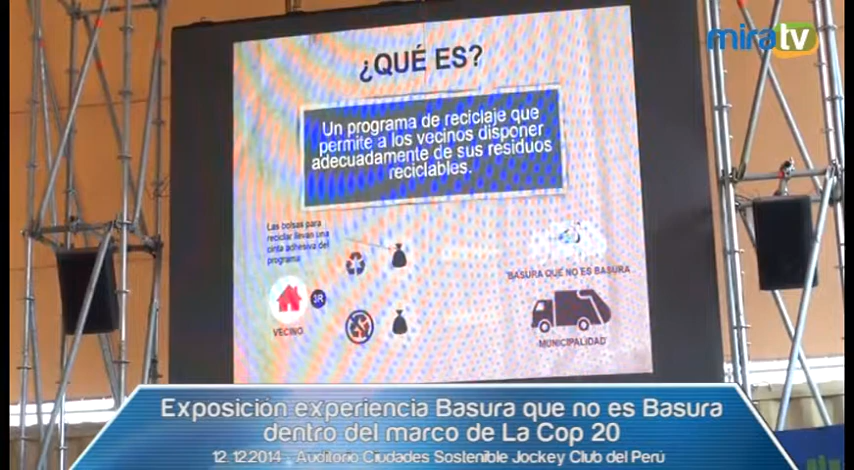 miratv
¿QUÉ ES?
Un programa de reciclaje que
permite a los vecinos disponer
adecuadamente de sus residuos
reciclables.
Las bolsas para
reciclar llevan una
cinta adhesiva del
programa
3R
VECINO
BASURA QUE NO ES BASURA
MUNICIPALIDAD
Exposición experiencia Basura que no es Basura
dentro del marco de La Cop 20
12.12.2014 - Auditorio Ciudades Sostenible Jockey Club del Perú